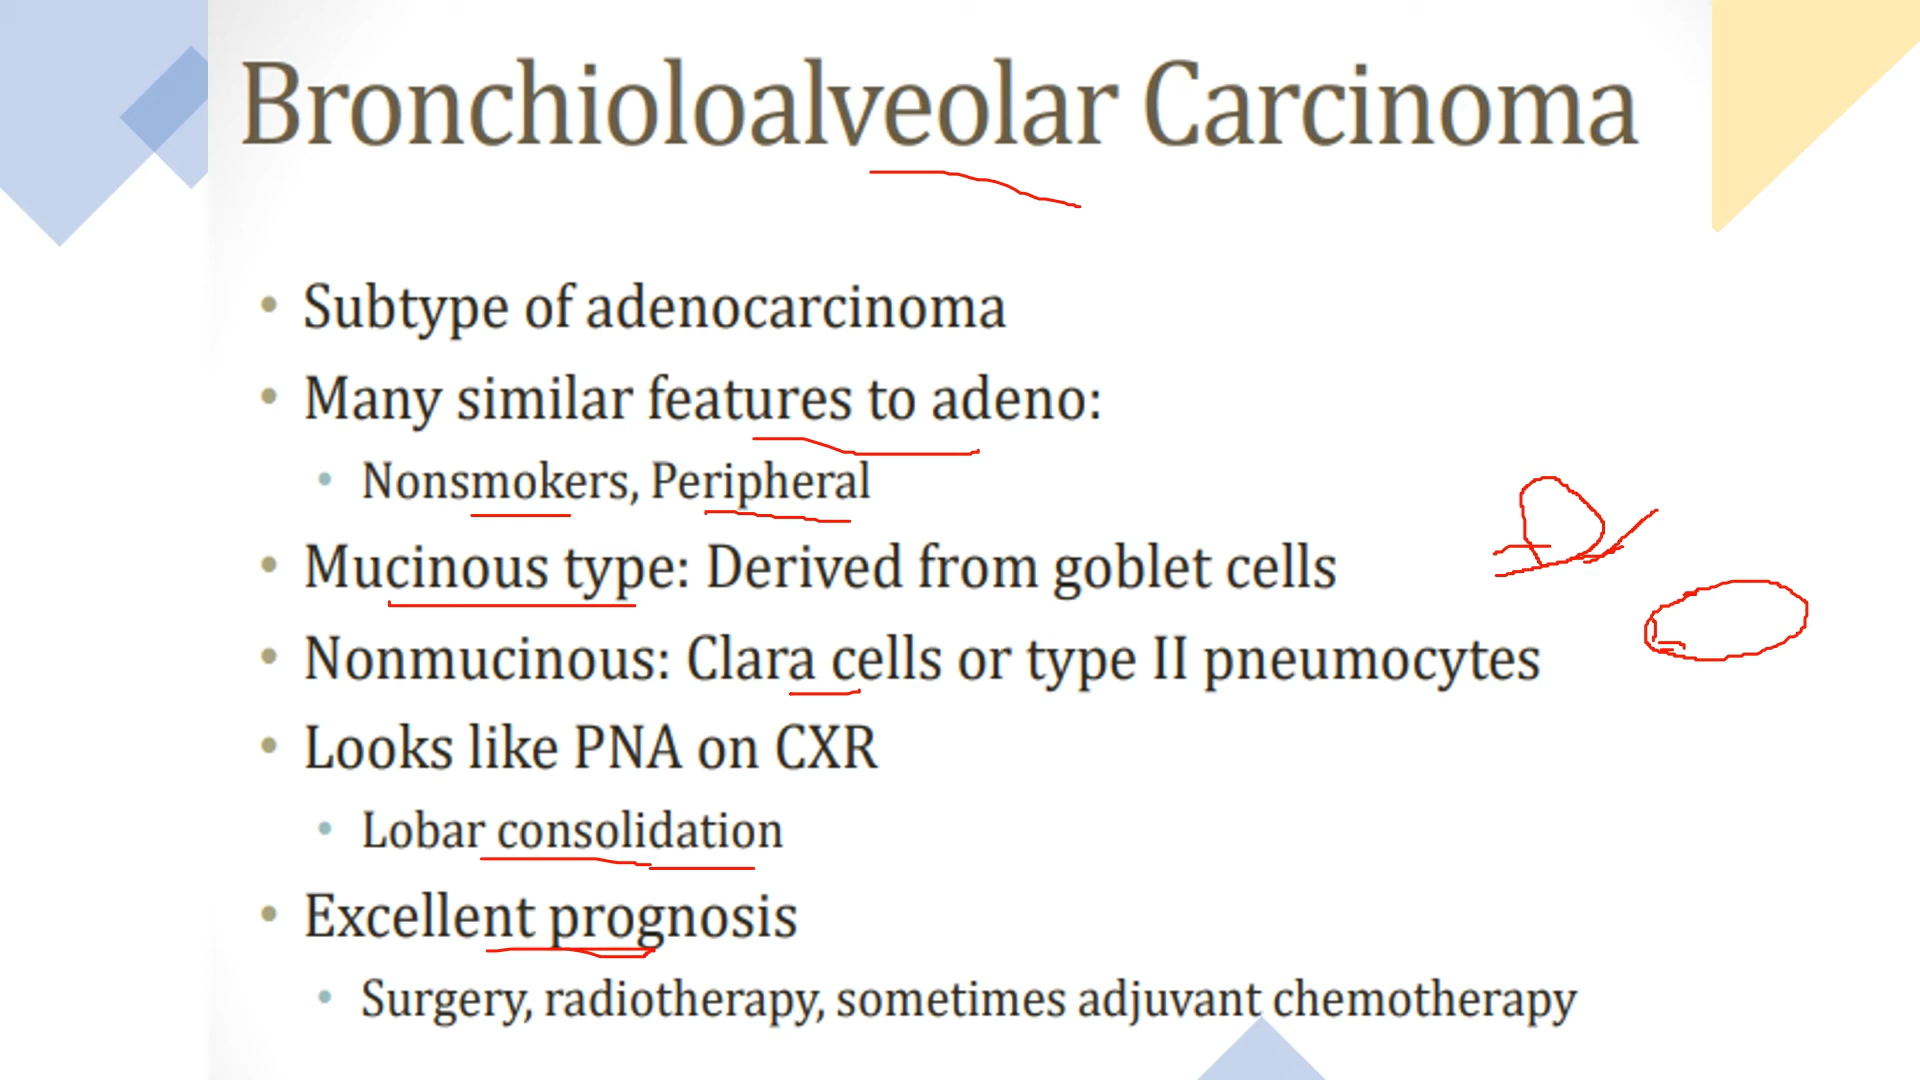 Bronchioloalveolar Carcinoma
• Subtype of adenocarcinoma
• Many similar features to adeno:
• Nonsmokers, Peripheral
• Mucinous type: Derived from goblet cells
• Nonmucinous: Clara cells or type II pneumocytes
• Looks like PNA on CXR
• Lobar consolidation
• Excellent prognosis
• Surgery, radiotherapy, sometimes adjuvant chemotherapy